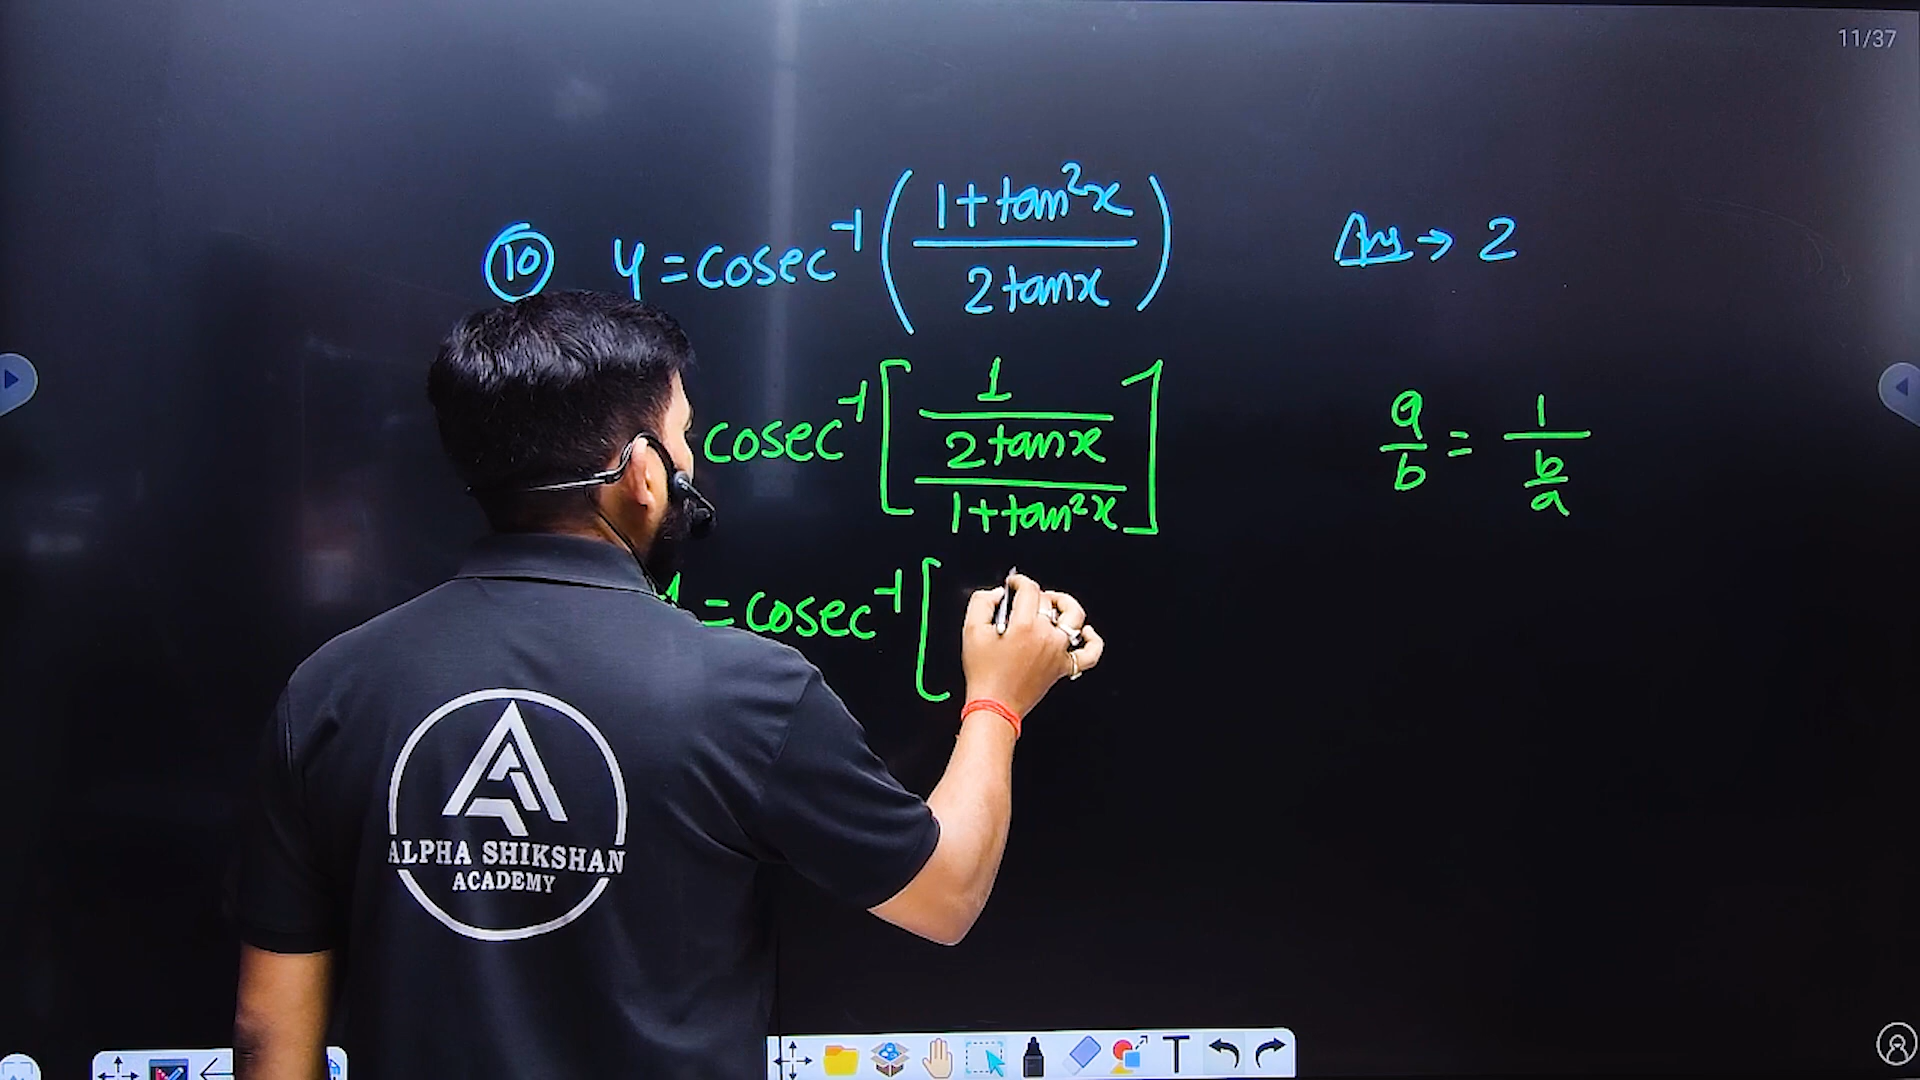 11/37
⑩ y = cosec⁻¹ ( (1+tan²x) / (2tanx) )
Ans → 2
cosec⁻¹ [ 1 / ( 2tanx / (1+tan²x) ) ]
a/b = 1 / (b/a)
= cosec⁻¹ [
ALPHA SHIKSHAN
ACADEMY
T